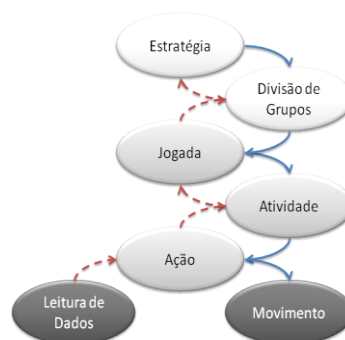 Estratégia
Divisão de
Grupos
Jogada
Atividade
Ação
Leitura de
Dados
Movimento